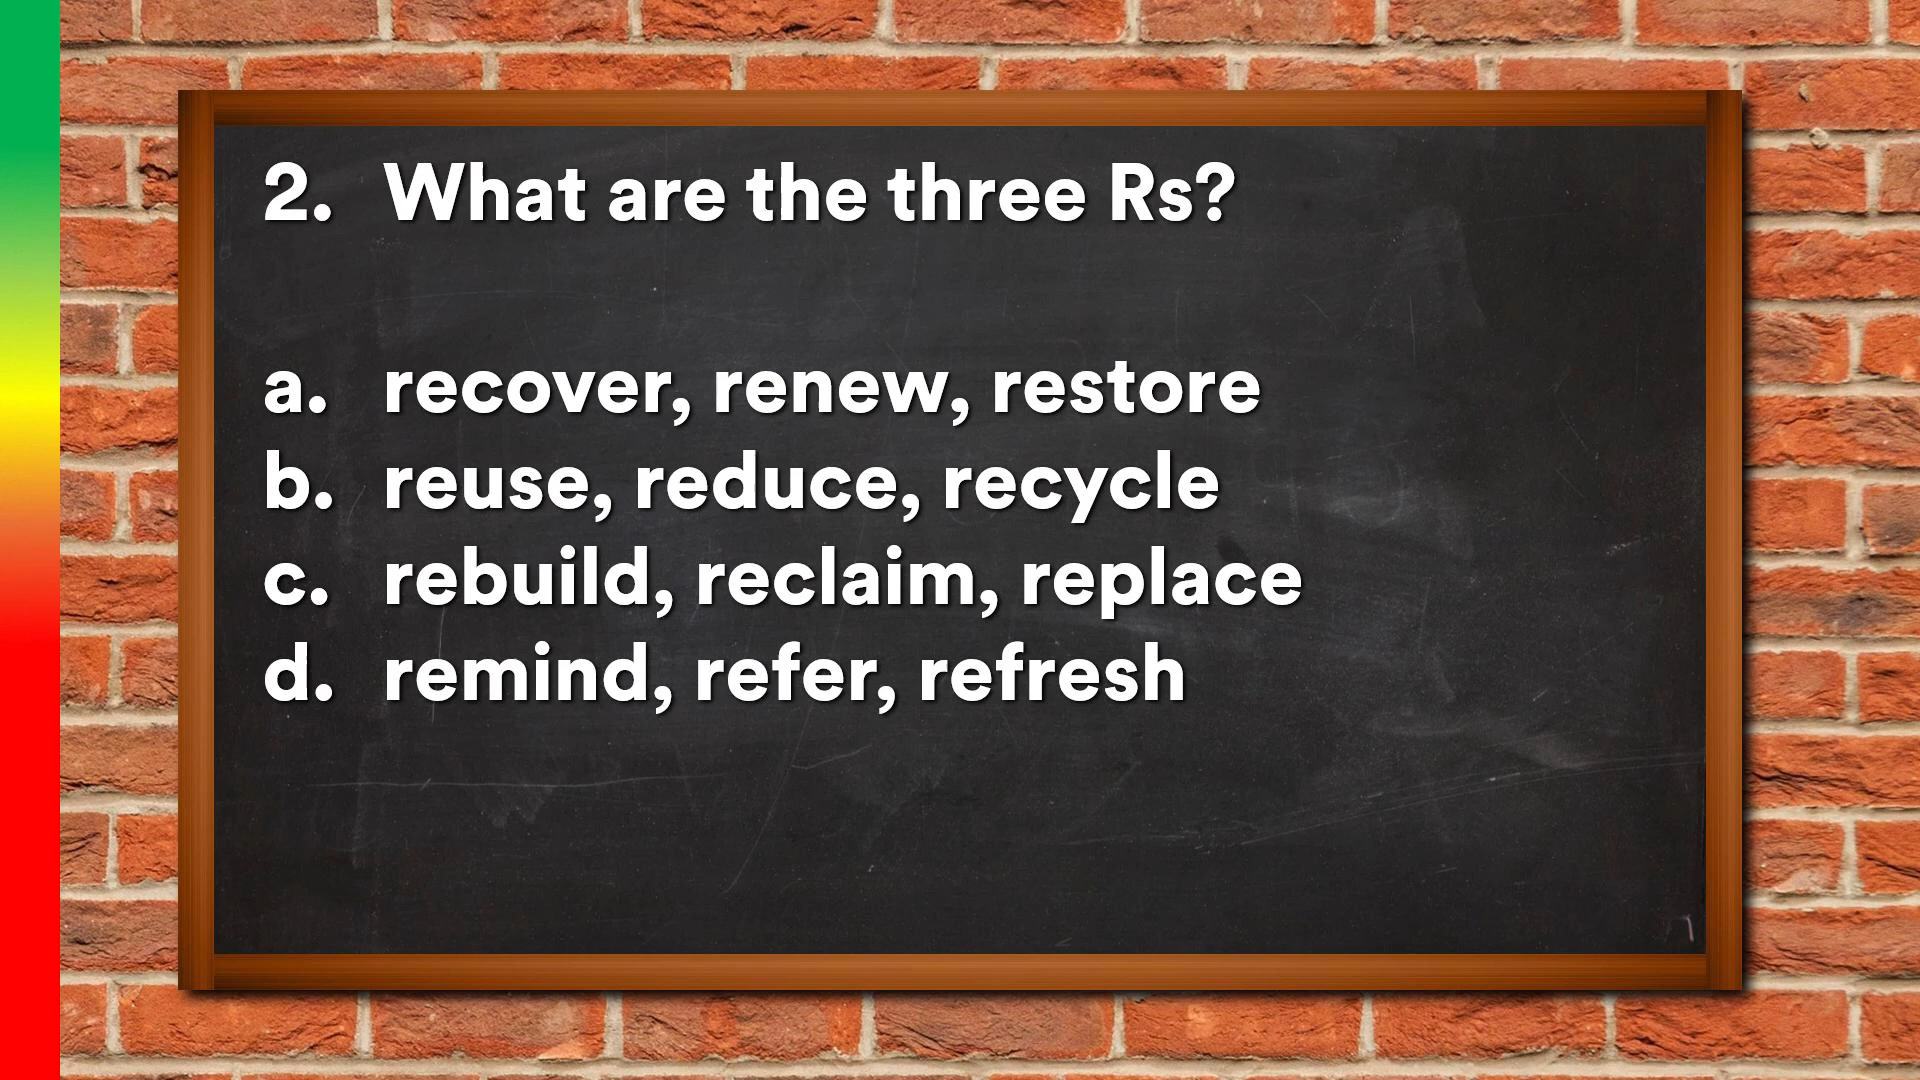 2. What are the three Rs?
a. recover, renew, restore
b. reuse, reduce, recycle
c. rebuild, reclaim, replace
d. remind, refer, refresh